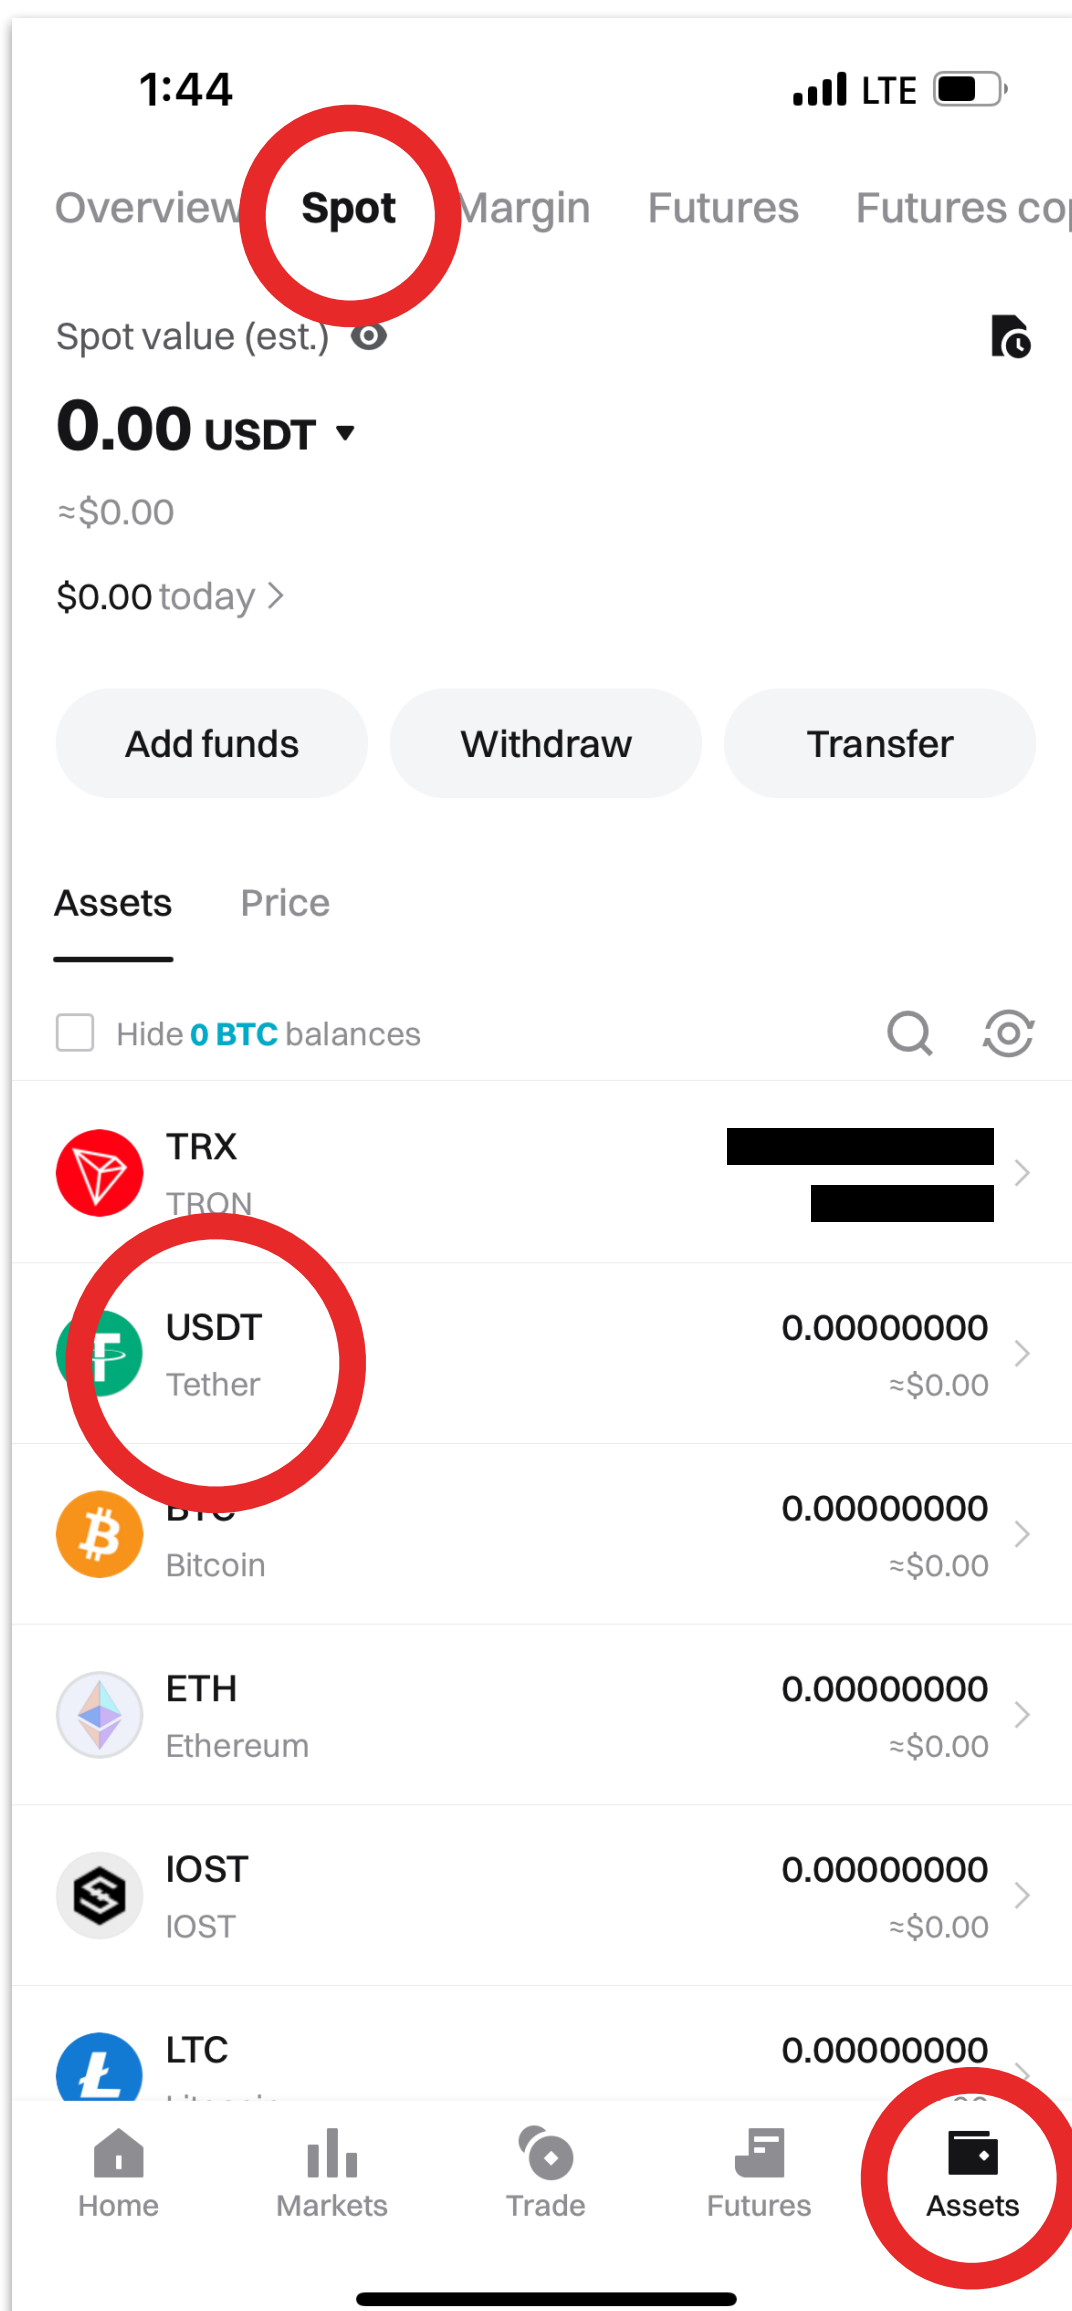 1:44 LTE
Overview Spot Margin Futures Futures cop
Spot value (est.)
0.00 USDT
≈$0.00
$0.00 today
Add funds Withdraw Transfer
Assets Price
Hide 0 BTC balances
TRX
TRON
USDT 0.00000000
Tether ≈$0.00
BTC 0.00000000
Bitcoin ≈$0.00
ETH 0.00000000
Ethereum ≈$0.00
IOST 0.00000000
IOST ≈$0.00
LTC 0.00000000
Home Markets Trade Futures Assets